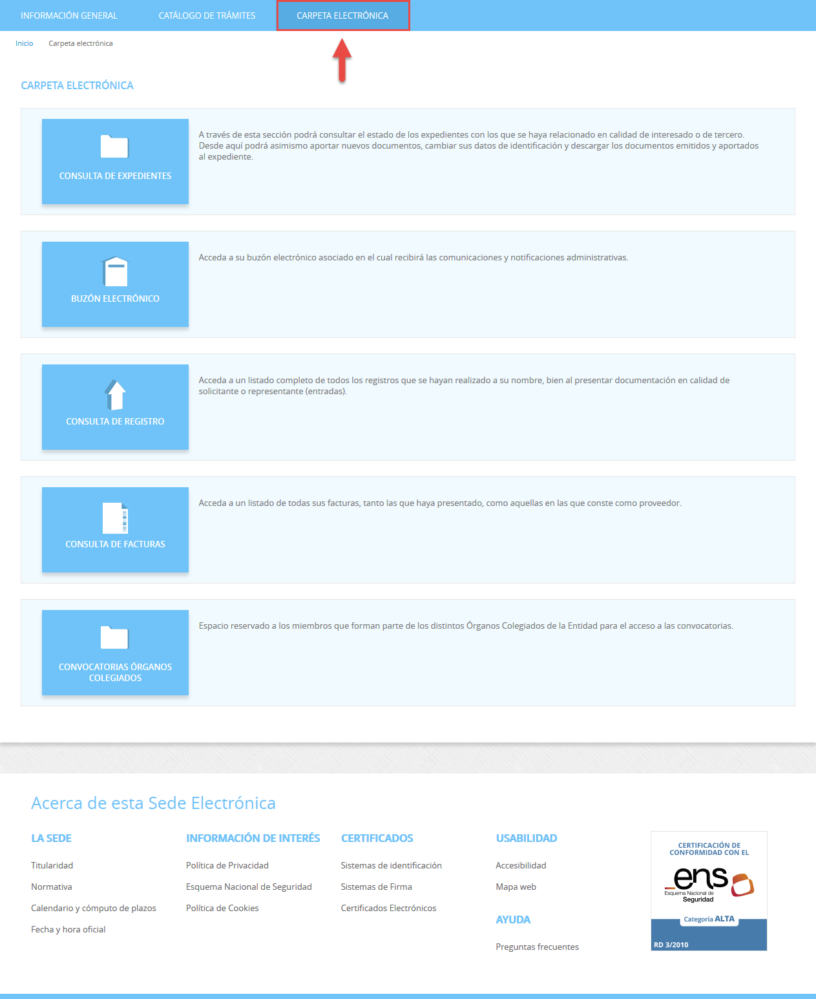 INFORMACIÓN GENERAL
CATÁLOGO DE TRÁMITES
CARPETA ELECTRÓNICA
Inicio
Carpeta electrónica
CARPETA ELECTRÓNICA
CONSULTA DE EXPEDIENTES
A través de esta sección podrá consultar el estado de los expedientes con los que se haya relacionado en calidad de interesado o de tercero.
Desde aquí podrá asimismo aportar nuevos documentos, cambiar sus datos de identificación y descargar los documentos emitidos y aportados
al expediente.
BUZÓN ELECTRÓNICO
Acceda a su buzón electrónico asociado en el cual recibirá las comunicaciones y notificaciones administrativas.
CONSULTA DE REGISTRO
Acceda a un listado completo de todos los registros que se hayan realizado a su nombre, bien al presentar documentación en calidad de
solicitante o representante (entradas).
CONSULTA DE FACTURAS
Acceda a un listado de todas sus facturas, tanto las que haya presentado, como aquellas en las que conste como proveedor.
CONVOCATORIAS ÓRGANOS
COLEGIADOS
Espacio reservado a los miembros que forman parte de los distintos Órganos Colegiados de la Entidad para el acceso a las convocatorias.
Acerca de esta Sede Electrónica
LA SEDE
Titularidad
Normativa
Calendario y cómputo de plazos
Fecha y hora oficial
INFORMACIÓN DE INTERÉS
Política de Privacidad
Esquema Nacional de Seguridad
Política de Cookies
CERTIFICADOS
Sistemas de identificación
Sistemas de Firma
Certificados Electrónicos
USABILIDAD
Accesibilidad
Mapa web
AYUDA
Preguntas frecuentes
CERTIFICACIÓN DE
CONFORMIDAD CON EL
ens
Esquema Nacional de
Seguridad
Categoría ALTA
RD 3/2010